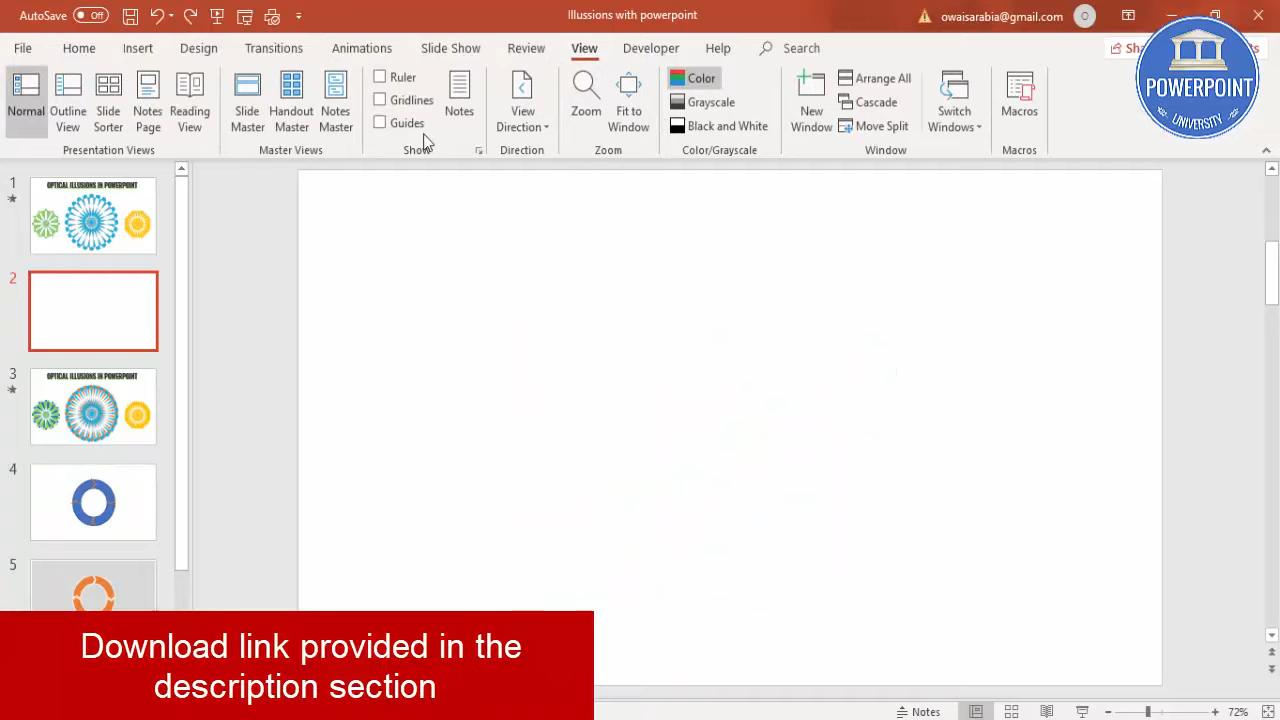 AutoSave Off
Illussions with powerpoint
owaisarabia@gmail.com
O
File Home Insert Design Transitions Animations Slide Show Review View Developer Help Search
Normal
Outline View
Slide Sorter
Notes Page
Reading View
Presentation Views
Slide Master
Handout Master
Notes Master
Master Views
Ruler
Gridlines
Guides
Show
Notes
View Direction
Direction
Zoom
Fit to Window
Zoom
Color
Grayscale
Black and White
Color/Grayscale
New Window
Arrange All
Cascade
Move Split
Switch Windows
Window
Macros
Macros
POWERPOINT
UNIVERSITY
1
OPTICAL ILLUSIONS IN POWERPOINT
2
3
OPTICAL ILLUSIONS IN POWERPOINT
4
5
Download link provided in the
description section
Notes
72%